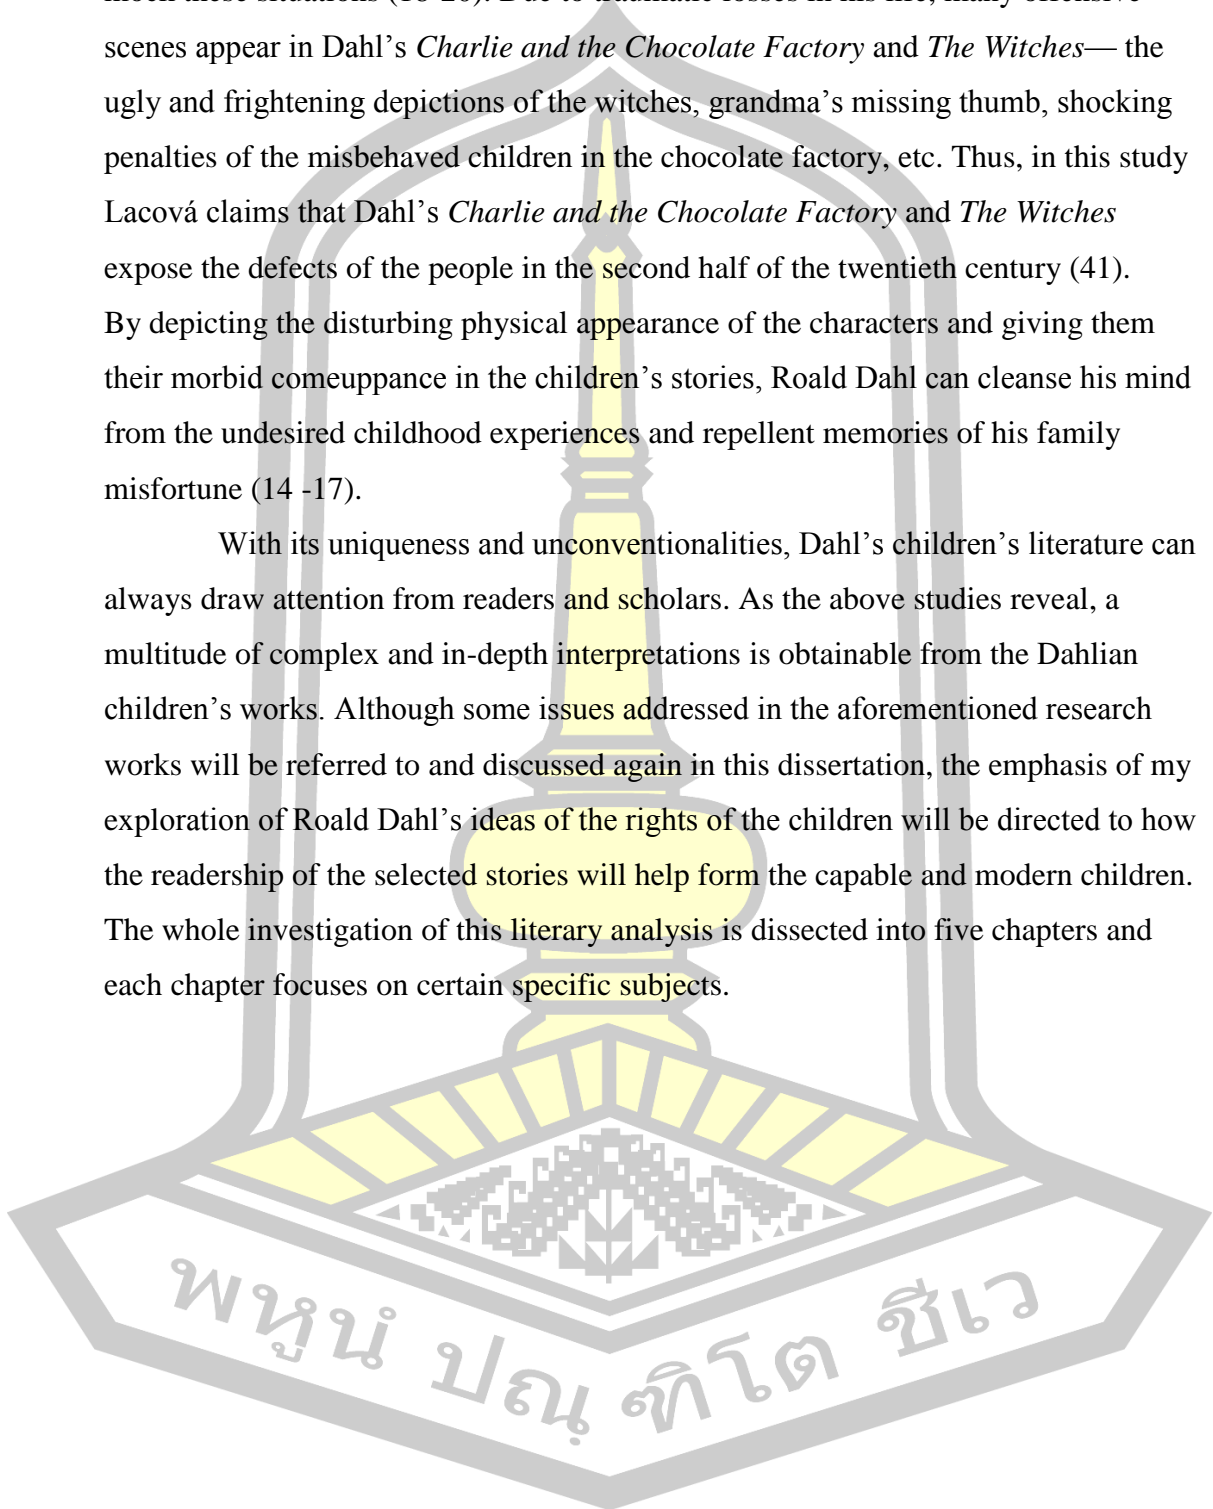 scenes appear in Dahl’s Charlie and the Chocolate Factory and The Witches— the
ugly and frightening depictions of the witches, grandma’s missing thumb, shocking
penalties of the misbehaved children in the chocolate factory, etc. Thus, in this study
Lacová claims that Dahl’s Charlie and the Chocolate Factory and The Witches
expose the defects of the people in the second half of the twentieth century (41).
By depicting the disturbing physical appearance of the characters and giving them
their morbid comeuppance in the children’s stories, Roald Dahl can cleanse his mind
from the undesired childhood experiences and repellent memories of his family
misfortune (14 -17).
With its uniqueness and unconventionalities, Dahl’s children’s literature can
always draw attention from readers and scholars. As the above studies reveal, a
multitude of complex and in-depth interpretations is obtainable from the Dahlian
children’s works. Although some issues addressed in the aforementioned research
works will be referred to and discussed again in this dissertation, the emphasis of my
exploration of Roald Dahl’s ideas of the rights of the children will be directed to how
the readership of the selected stories will help form the capable and modern children.
The whole investigation of this literary analysis is dissected into five chapters and
each chapter focuses on certain specific subjects.
พหูนํ ปณฺฑิโต ชีเว